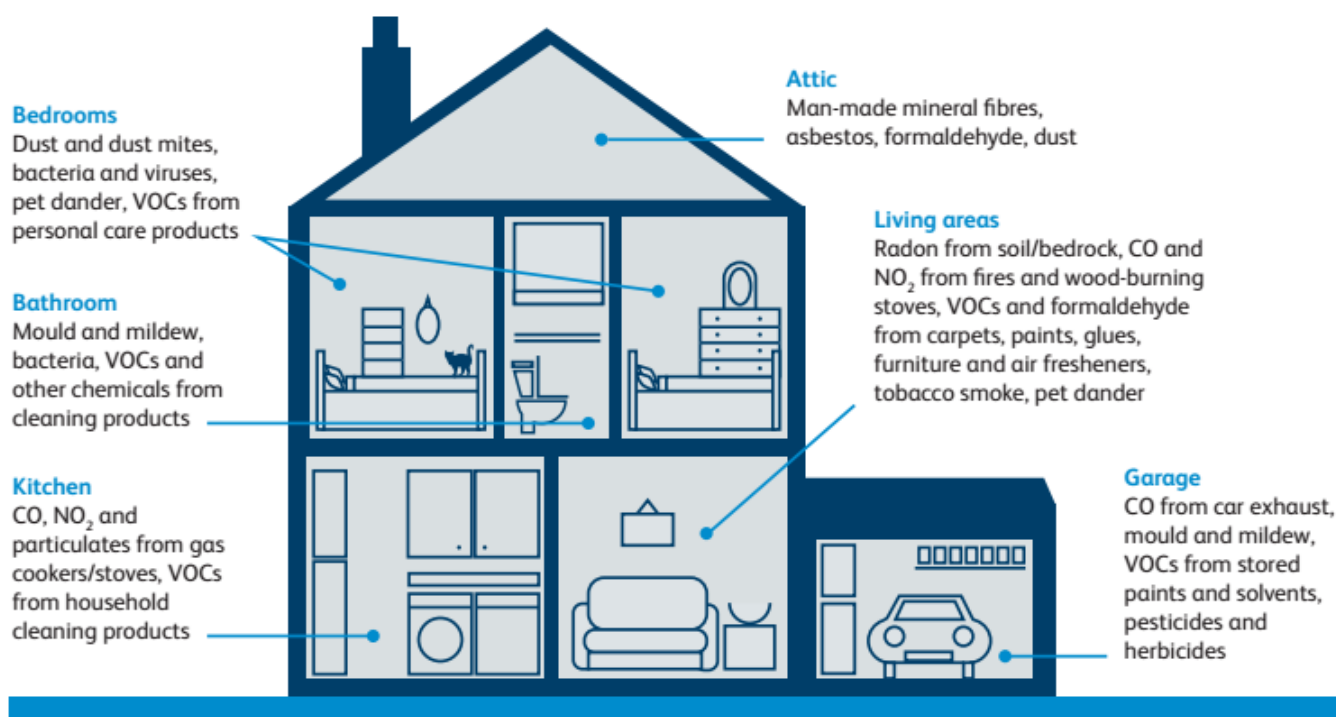 Bedrooms
Dust and dust mites,
bacteria and viruses,
pet dander, VOCs from
personal care products
Bathroom
Mould and mildew,
bacteria, VOCs and
other chemicals from
cleaning products
Kitchen
CO, NO₂ and
particulates from gas
cookers/stoves, VOCs
from household
cleaning products
Attic
Man-made mineral fibres,
asbestos, formaldehyde, dust
Living areas
Radon from soil/bedrock, CO and
NO₂ from fires and wood-burning
stoves, VOCs and formaldehyde
from carpets, paints, glues,
furniture and air fresheners,
tobacco smoke, pet dander
Garage
CO from car exhaust,
mould and mildew,
VOCs from stored
paints and solvents,
pesticides and
herbicides